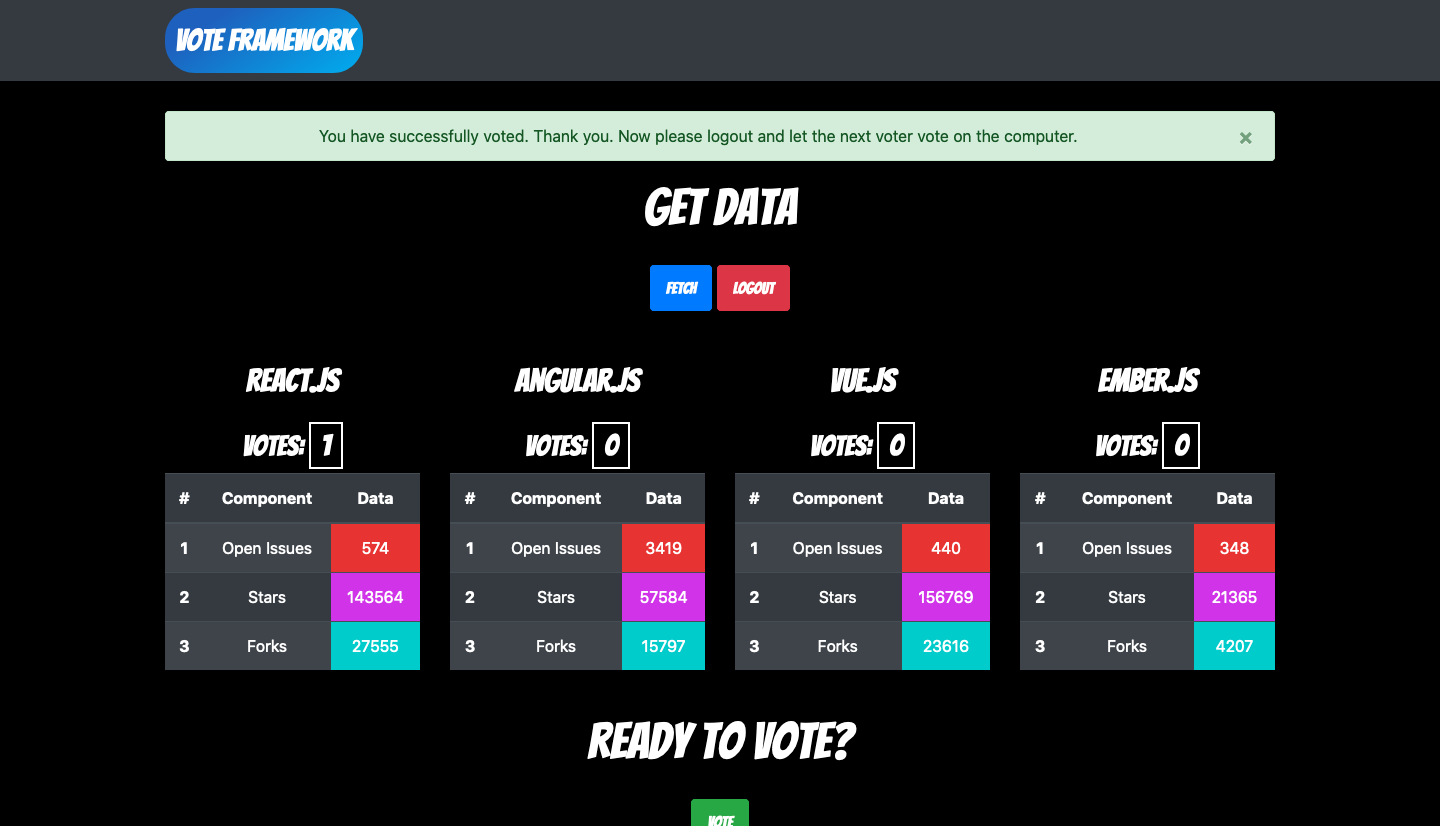 VOTE FRAMEWORK
You have successfully voted. Thank you. Now please logout and let the next voter vote on the computer. ×
GET DATA
FETCH LOGOUT
REACT.JS ANGULAR.JS VUE.JS EMBER.JS
VOTES: 1 VOTES: 0 VOTES: 0 VOTES: 0
# Component Data # Component Data # Component Data # Component Data
1 Open Issues 574 1 Open Issues 3419 1 Open Issues 440 1 Open Issues 348
2 Stars 143564 2 Stars 57584 2 Stars 156769 2 Stars 21365
3 Forks 27555 3 Forks 15797 3 Forks 23616 3 Forks 4207
READY TO VOTE?
VOTE